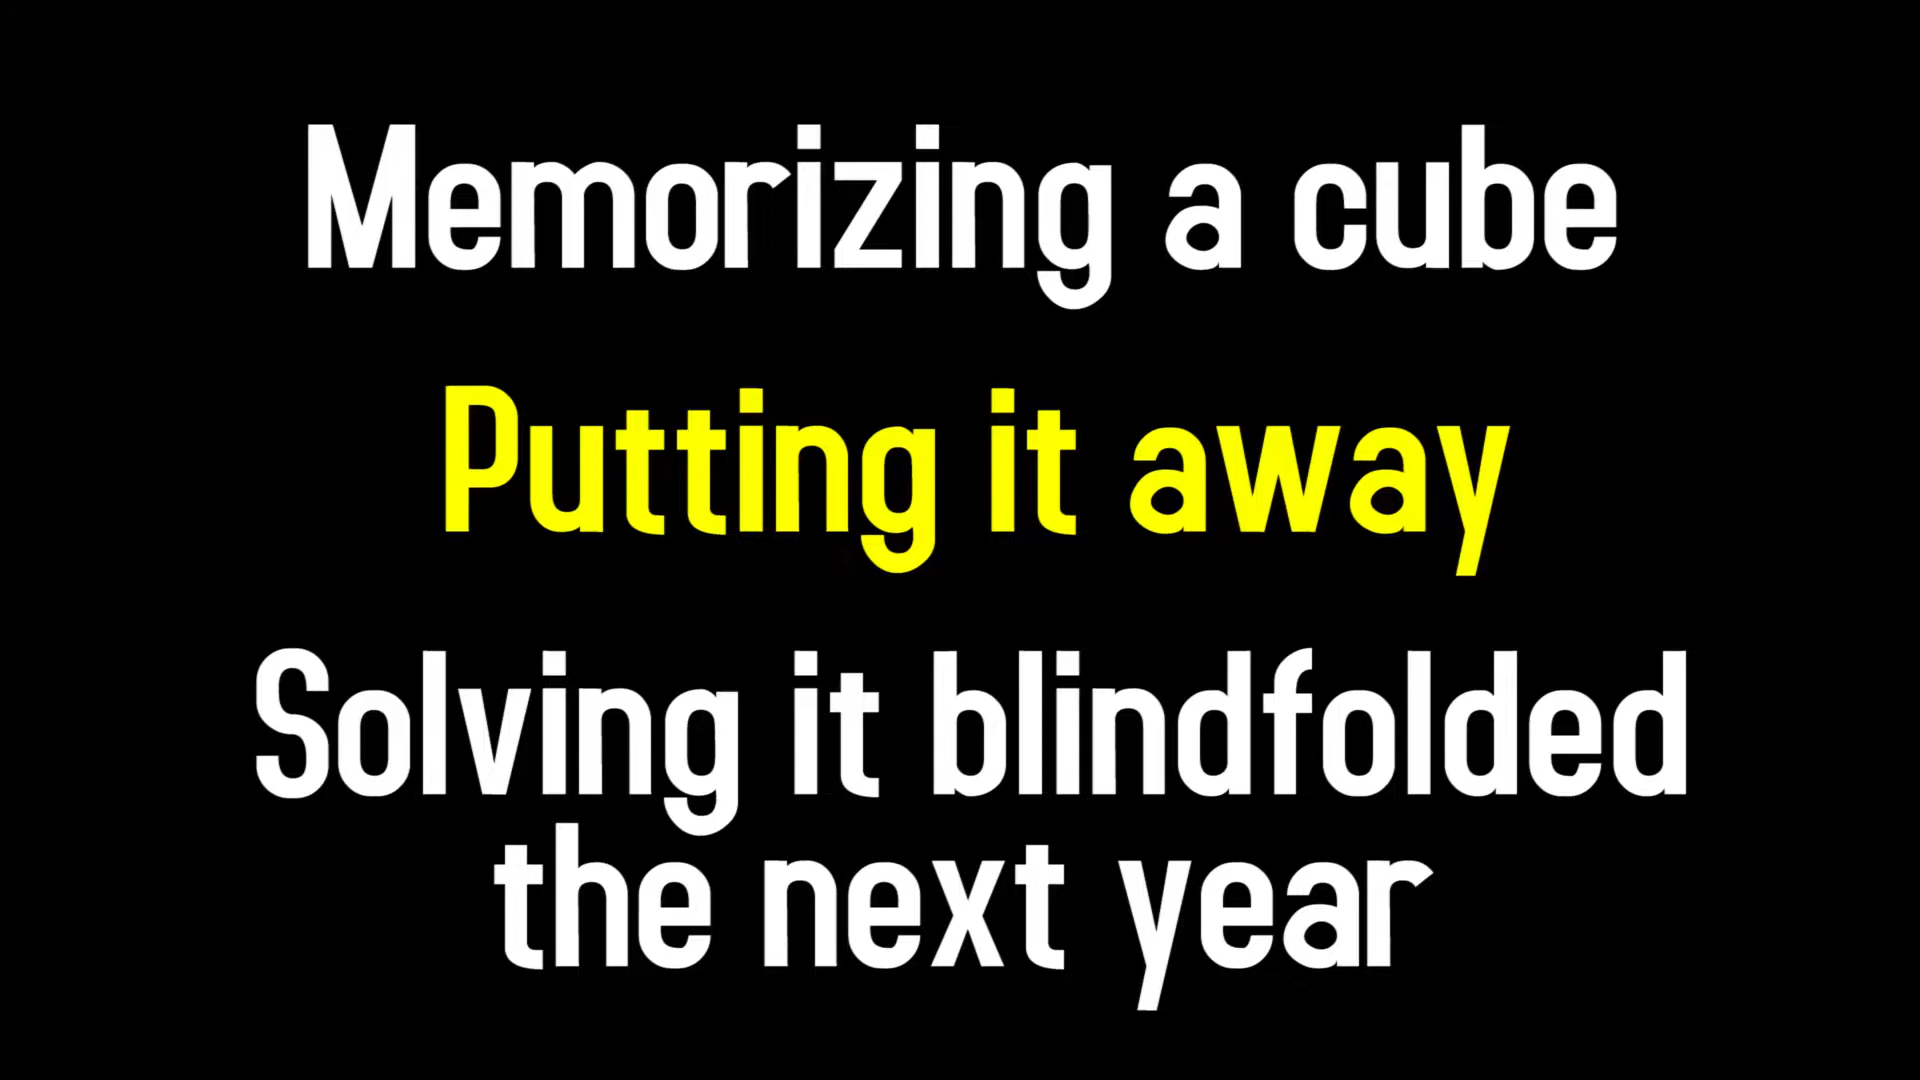 Memorizing a cube
Putting it away
Solving it blindfolded
the next year